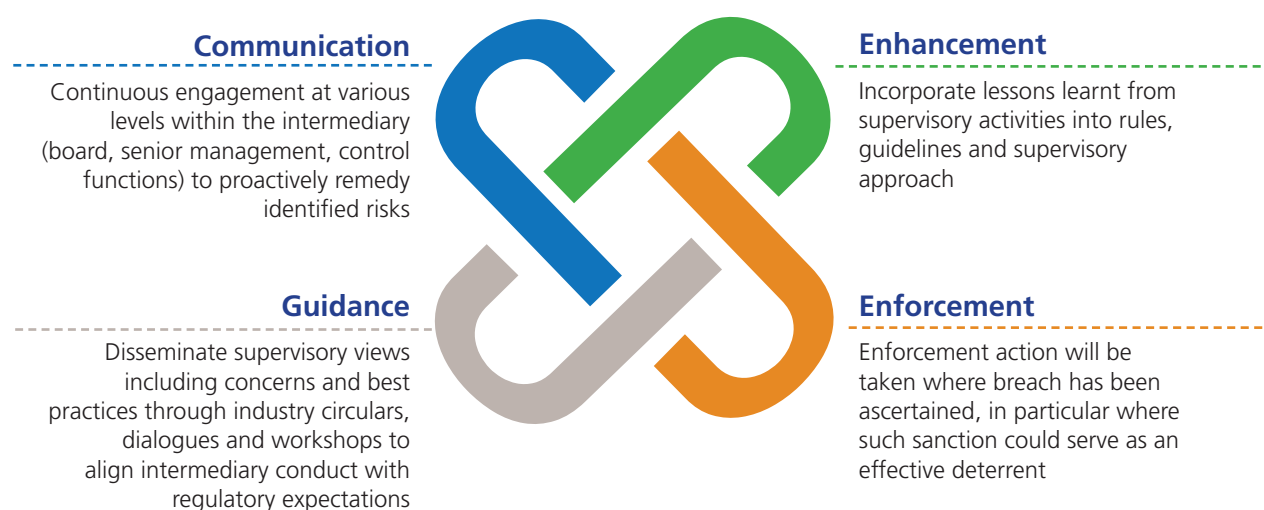 Communication
Continuous engagement at various
levels within the intermediary
(board, senior management, control
functions) to proactively remedy
identified risks
Enhancement
Incorporate lessons learnt from
supervisory activities into rules,
guidelines and supervisory
approach
Guidance
Disseminate supervisory views
including concerns and best
practices through industry circulars,
dialogues and workshops to
align intermediary conduct with
regulatory expectations
Enforcement
Enforcement action will be
taken where breach has been
ascertained, in particular where
such sanction could serve as an
effective deterrent